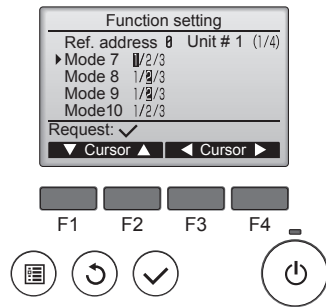 Function setting
Ref. address 0 Unit # 1 (1/4)
Mode 7 1/2/3
Mode 8 1/2/3
Mode 9 1/2/3
Mode10 1/2/3
Request: ✓
▼ Cursor ▲ ◀ Cursor ▶
F1 F2 F3 F4